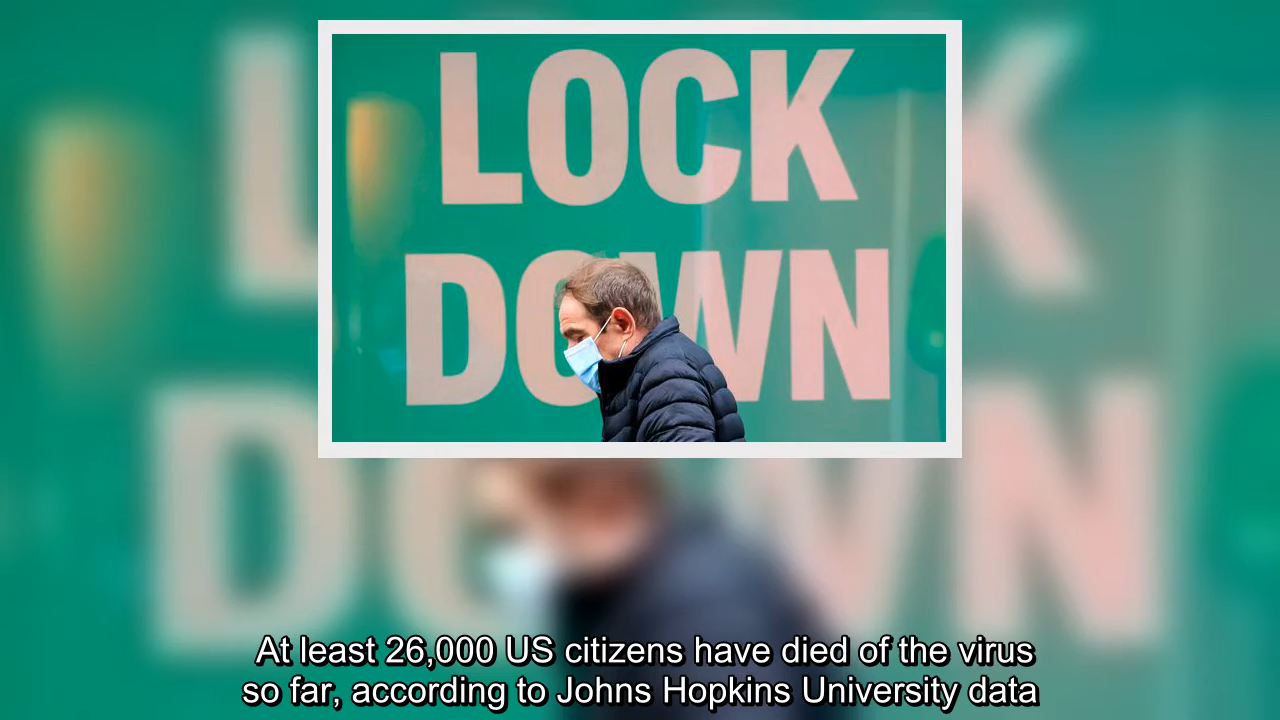 LOCK
DOWN
At least 26,000 US citizens have died of the virus
so far, according to Johns Hopkins University data